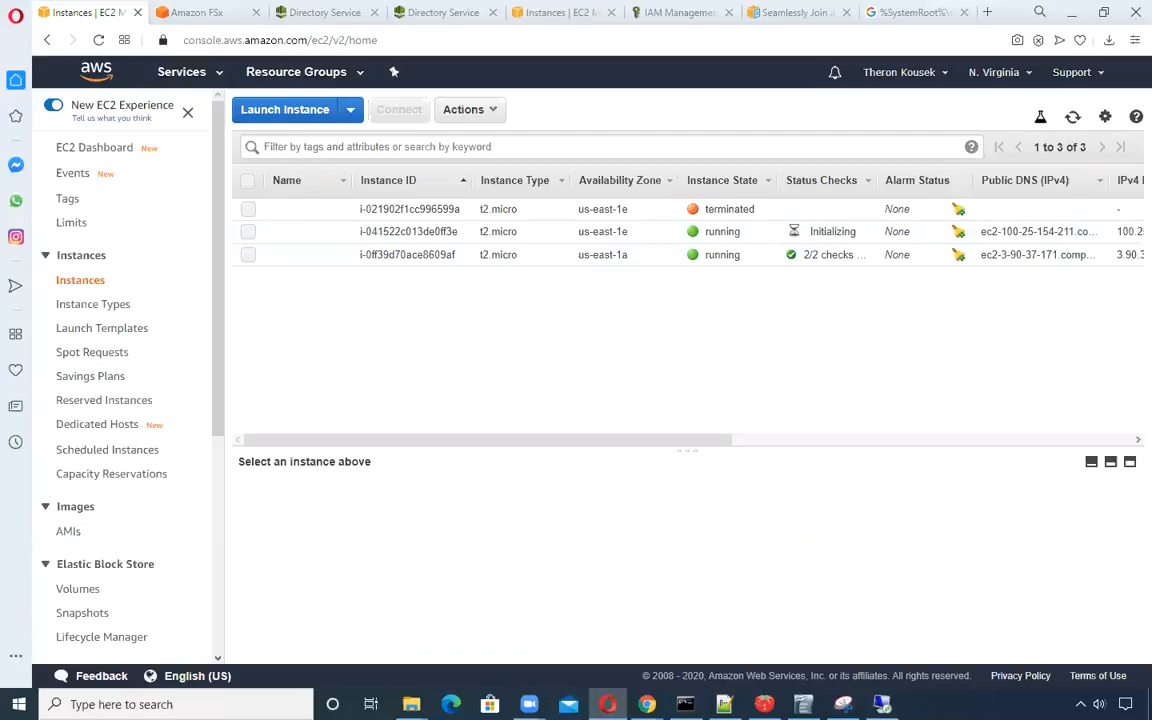 Instances | EC2 M
Amazon FSx
Directory Service
Directory Service
Instances | EC2 M
IAM Managemen
Seamlessly Join a
%SystemRoot%\
console.aws.amazon.com/ec2/v2/home
aws
Services
Resource Groups
Theron Kousek
N. Virginia
Support
New EC2 Experience
Tell us what you think
Launch Instance
Connect
Actions
EC2 Dashboard New
Events New
Tags
Limits
Instances
Instances
Instance Types
Launch Templates
Spot Requests
Savings Plans
Reserved Instances
Dedicated Hosts New
Scheduled Instances
Capacity Reservations
Images
AMIs
Elastic Block Store
Volumes
Snapshots
Lifecycle Manager
Filter by tags and attributes or search by keyword
1 to 3 of 3
Name Instance ID Instance Type Availability Zone Instance State Status Checks Alarm Status Public DNS (IPv4) IPv4
i-021902f1cc996599a t2.micro us-east-1e terminated None -
i-041522c013de0ff3e t2.micro us-east-1e running Initializing None ec2-100-25-154-211.co... 100.2
i-0ff39d70ace8609af t2.micro us-east-1a running 2/2 checks ... None ec2-3-90-37-171.comp... 3.90.3
Select an instance above
Feedback
English (US)
© 2008 - 2020, Amazon Web Services, Inc. or its affiliates. All rights reserved.
Privacy Policy
Terms of Use
Type here to search